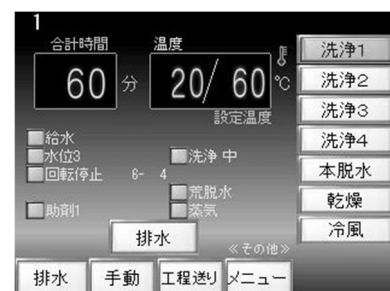 1
合計時間 温度
60 分 20/ 60 ℃
設定温度
給水
水位3 洗浄 中
回転停止 6- 4
荒脱水
助剤1 蒸気
排水
≪その他≫
排水 手動 工程送り メニュー
洗浄1
洗浄2
洗浄3
洗浄4
本脱水
乾燥
冷風